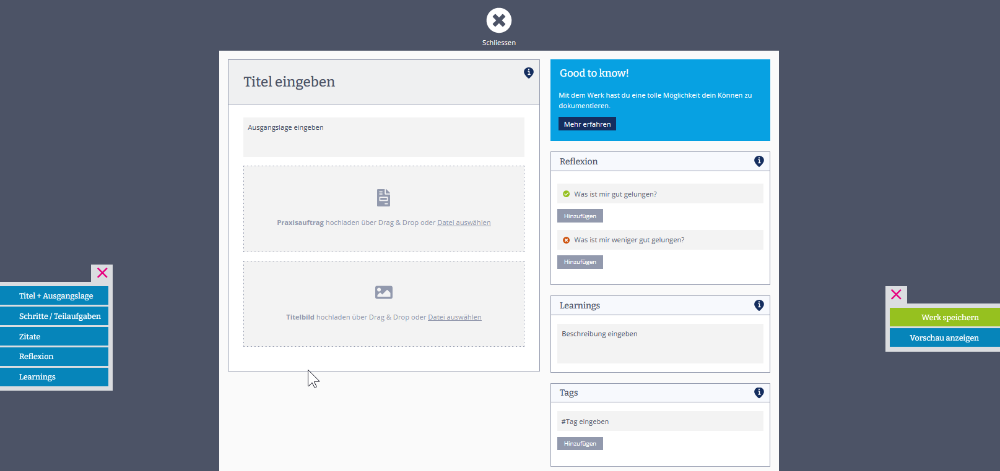 Schliessen
Titel eingeben
Ausgangslage eingeben
Praxisauftrag hochladen über Drag & Drop oder Datei auswählen
Titelbild hochladen über Drag & Drop oder Datei auswählen
Good to know!
Mit dem Werk hast du eine tolle Möglichkeit dein Können zu
dokumentieren.
Mehr erfahren
Reflexion
Was ist mir gut gelungen?
Hinzufügen
Was ist mir weniger gut gelungen?
Hinzufügen
Learnings
Beschreibung eingeben
Tags
#Tag eingeben
Hinzufügen
Titel + Ausgangslage
Schritte / Teilaufgaben
Zitate
Reflexion
Learnings
Werk speichern
Vorschau anzeigen